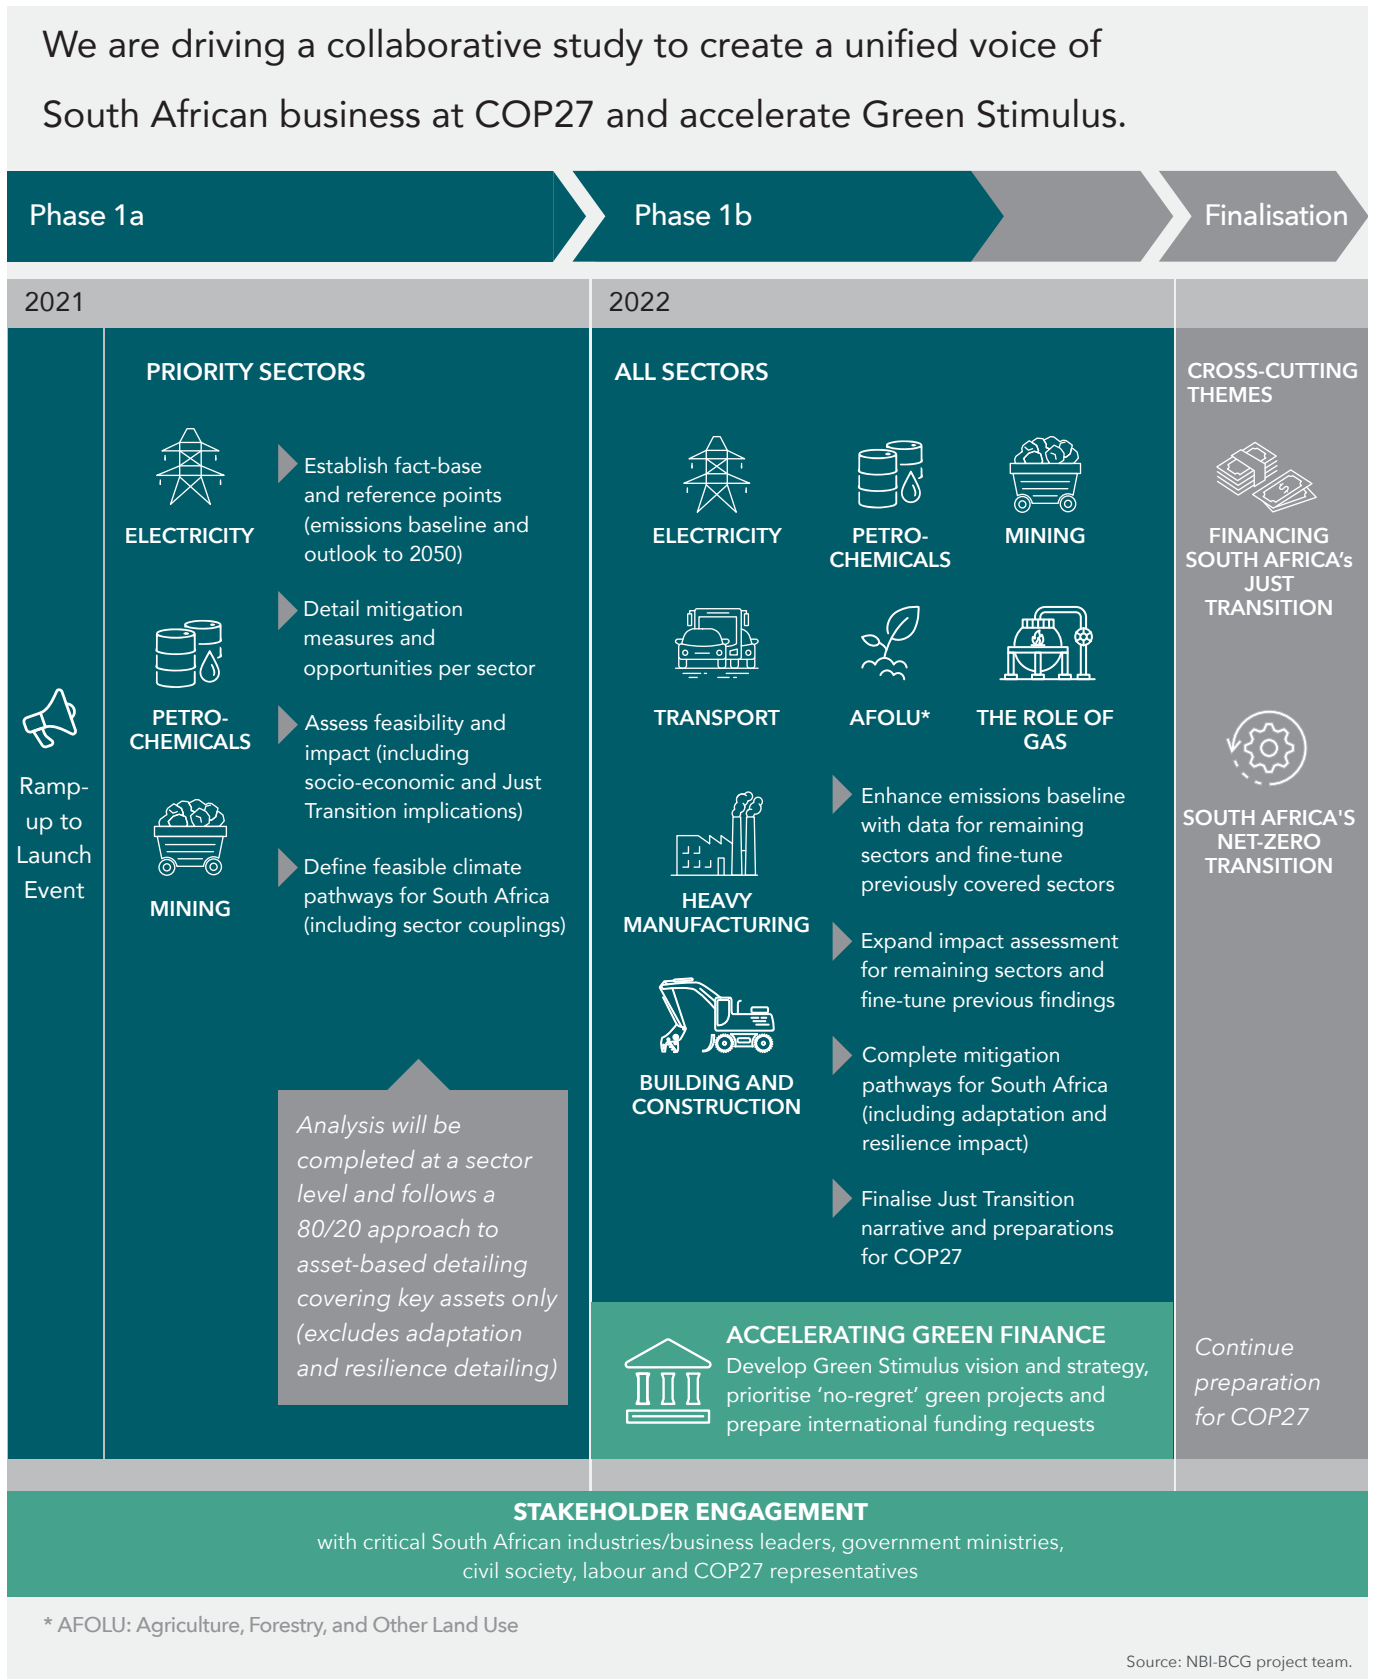 We are driving a collaborative study to create a unified voice of
South African business at COP27 and accelerate Green Stimulus.
Phase 1a
Phase 1b
Finalisation
2021
2022
Ramp-
up to
Launch
Event
PRIORITY SECTORS
ELECTRICITY
PETRO-
CHEMICALS
MINING
Establish fact-base
and reference points
(emissions baseline and
outlook to 2050)
Detail mitigation
measures and
opportunities per sector
Assess feasibility and
impact (including
socio-economic and Just
Transition implications)
Define feasible climate
pathways for South Africa
(including sector couplings)
Analysis will be
completed at a sector
level and follows a
80/20 approach to
asset-based detailing
covering key assets only
(excludes adaptation
and resilience detailing)
ALL SECTORS
ELECTRICITY
PETRO-
CHEMICALS
MINING
TRANSPORT
AFOLU*
THE ROLE OF
GAS
HEAVY
MANUFACTURING
BUILDING AND
CONSTRUCTION
Enhance emissions baseline
with data for remaining
sectors and fine-tune
previously covered sectors
Expand impact assessment
for remaining sectors and
fine-tune previous findings
Complete mitigation
pathways for South Africa
(including adaptation and
resilience impact)
Finalise Just Transition
narrative and preparations
for COP27
ACCELERATING GREEN FINANCE
Develop Green Stimulus vision and strategy,
prioritise ‘no-regret’ green projects and
prepare international funding requests
CROSS-CUTTING
THEMES
FINANCING
SOUTH AFRICA’s
JUST
TRANSITION
SOUTH AFRICA'S
NET-ZERO
TRANSITION
Continue
preparation
for COP27
STAKEHOLDER ENGAGEMENT
with critical South African industries/business leaders, government ministries,
civil society, labour and COP27 representatives
* AFOLU: Agriculture, Forestry, and Other Land Use
Source: NBI-BCG project team.